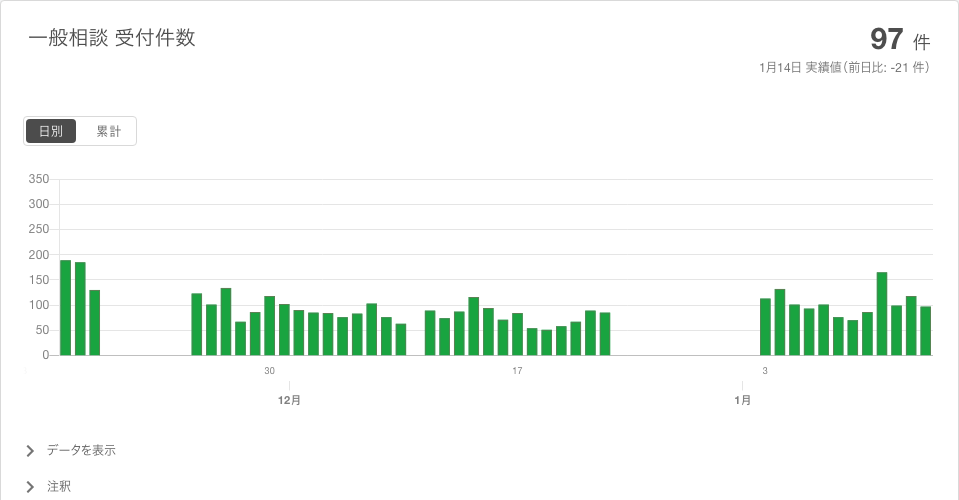 一般相談 受付件数
97 件
1月14日 実績値（前日比: -21 件）
日別 累計
350
300
250
200
150
100
50
0
30 17 3
12月 1月
データを表示
注釈